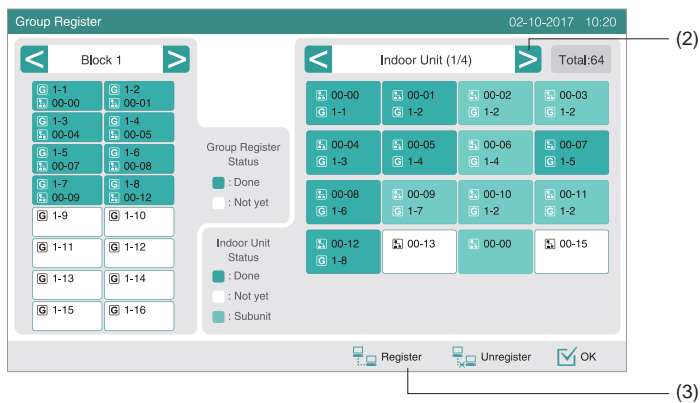 Group Register
02-10-2017 10:20
(2)
< Block 1 >
< Indoor Unit (1/4) >
Total:64
G 1-1
00-00
G 1-2
00-01
G 1-3
00-04
G 1-4
00-05
G 1-5
00-07
G 1-6
00-08
G 1-7
00-09
G 1-8
00-12
G 1-9
G 1-10
G 1-11
G 1-12
G 1-13
G 1-14
G 1-15
G 1-16
Group Register
Status
: Done
: Not yet
Indoor Unit
Status
: Done
: Not yet
: Subunit
00-00
G 1-1
00-01
G 1-2
00-02
G 1-2
00-03
G 1-2
00-04
G 1-3
00-05
G 1-4
00-06
G 1-4
00-07
G 1-5
00-08
G 1-6
00-09
G 1-7
00-10
G 1-2
00-11
G 1-2
00-12
G 1-8
00-13
00-00
00-15
Register
Unregister
OK
(3)